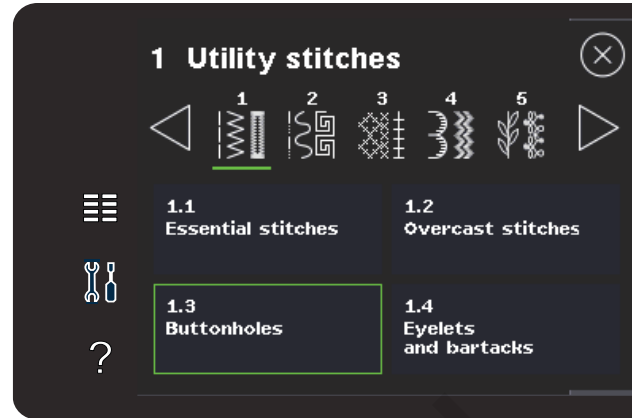 1 Utility stitches
1 2 3 4 5
1.1
Essential stitches
1.2
Overcast stitches
1.3
Buttonholes
1.4
Eyelets
and bartacks
?